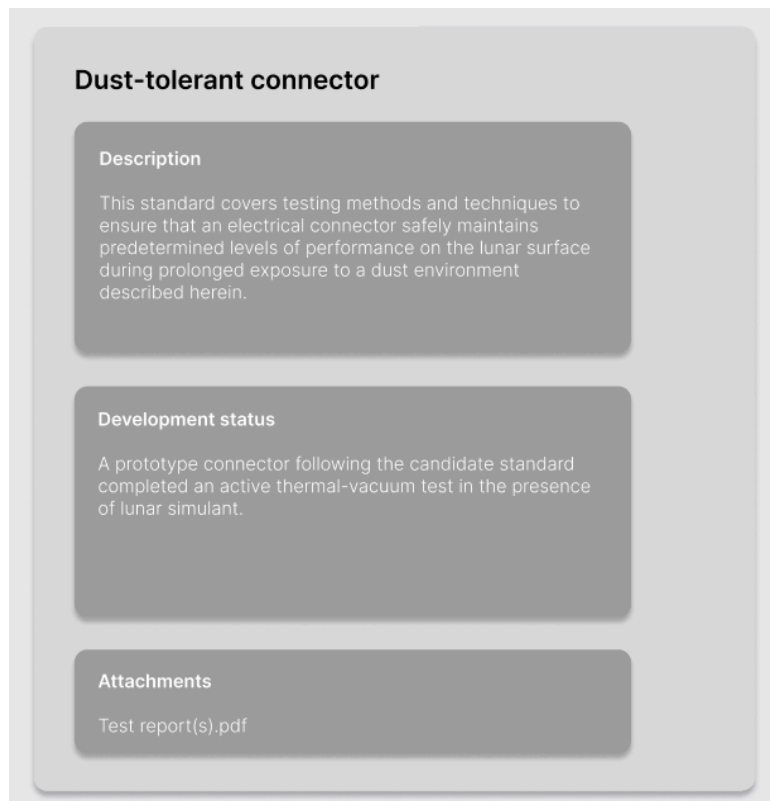 Dust-tolerant connector
Description
This standard covers testing methods and techniques to
ensure that an electrical connector safely maintains
predetermined levels of performance on the lunar surface
during prolonged exposure to a dust environment
described herein.
Development status
A prototype connector following the candidate standard
completed an active thermal-vacuum test in the presence
of lunar simulant.
Attachments
Test report(s).pdf